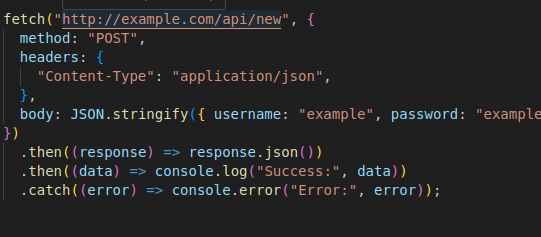 fetch("http://example.com/api/new", {
  method: "POST",
  headers: {
    "Content-Type": "application/json",
  },
  body: JSON.stringify({ username: "example", password: "example
})
  .then((response) => response.json())
  .then((data) => console.log("Success:", data))
  .catch((error) => console.error("Error:", error));